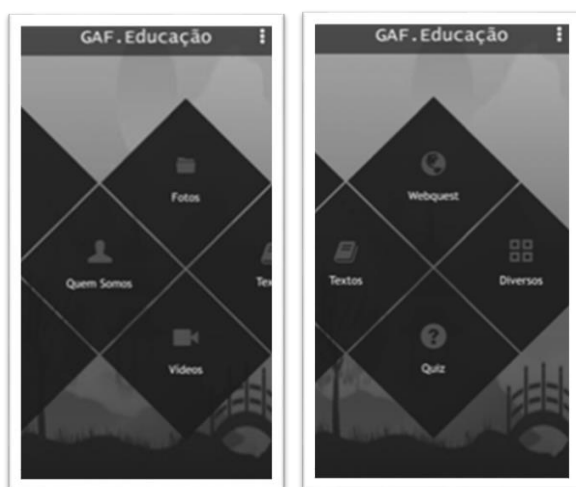 GAF.Educação
Fotos
Quem Somos
Vídeos
GAF.Educação
Webquest
Textos
Diversos
Quiz